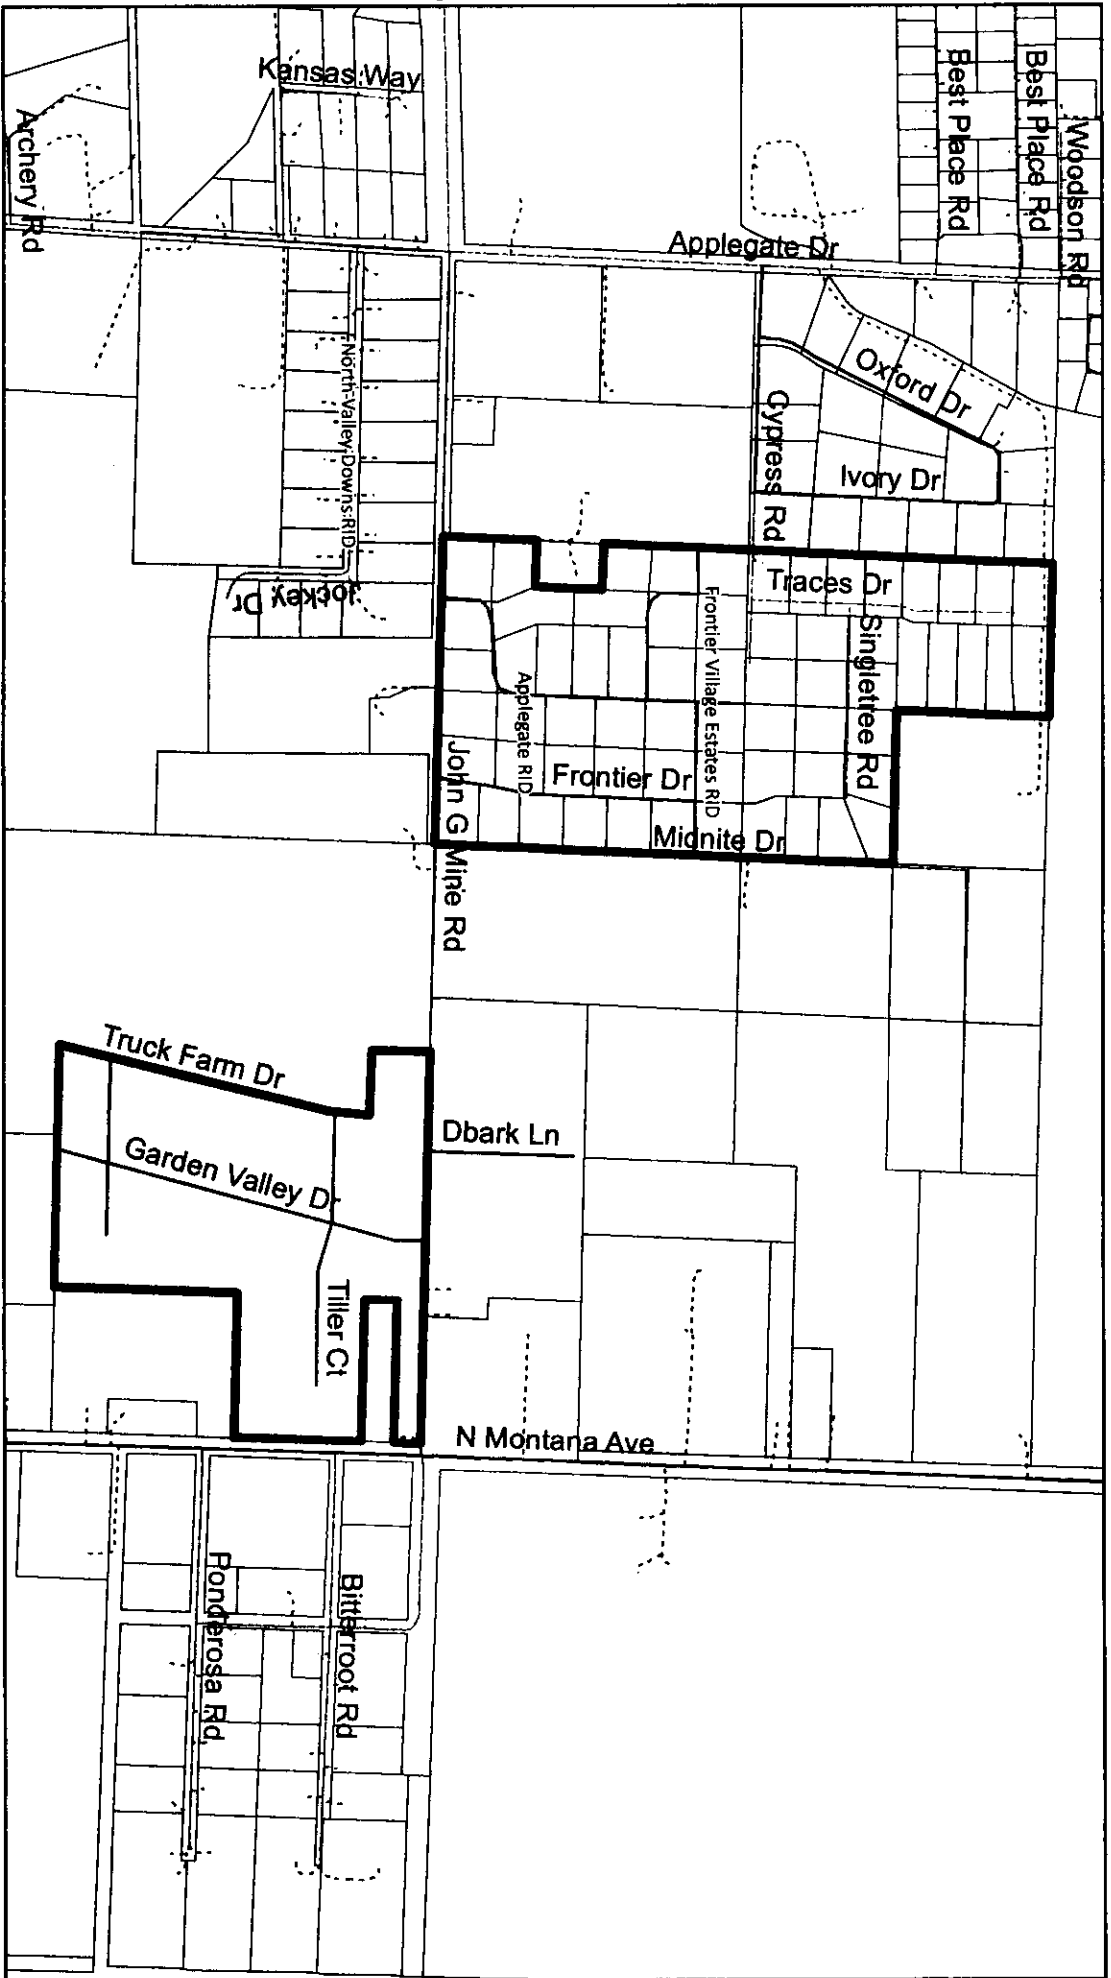 Kansas Way
Archery Rd
Best Place Rd
Best Place Rd
Woodson Rd
Applegate Dr
North Valley Downs RID
Jockey Dr
Oxford Dr
Cypress Rd
Ivory Dr
Traces Dr
Singletree Rd
Frontier Village Estates RID
Applegate RID
Frontier Dr
Midnite Dr
John G Mine Rd
Truck Farm Dr
Garden Valley Dr
Dbark Ln
Tiller Ct
N Montana Ave
Ponderosa Rd
Bitterroot Rd